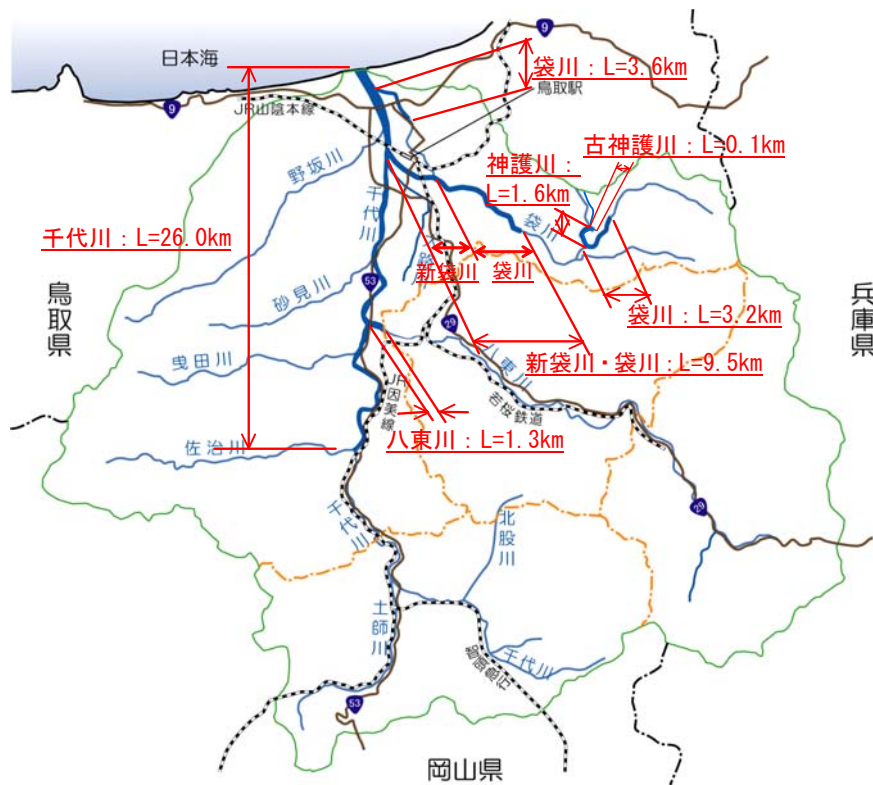 9
日本海
袋川：L=3.6km
鳥取駅
9
JR山陰本線
古神護川：L=0.1km
神護川：
L=1.6km
野坂川
千代川
袋川
千代川：L=26.0km
新袋川
袋川
53
砂見川
袋川：L=3.2km
鳥取県
兵庫県
29
八東川
新袋川・袋川：L=9.5km
曳田川
JR因美線
若桜鉄道
八東川：L=1.3km
佐治川
29
千代川
北股川
土師川
千代川
53
岡山県